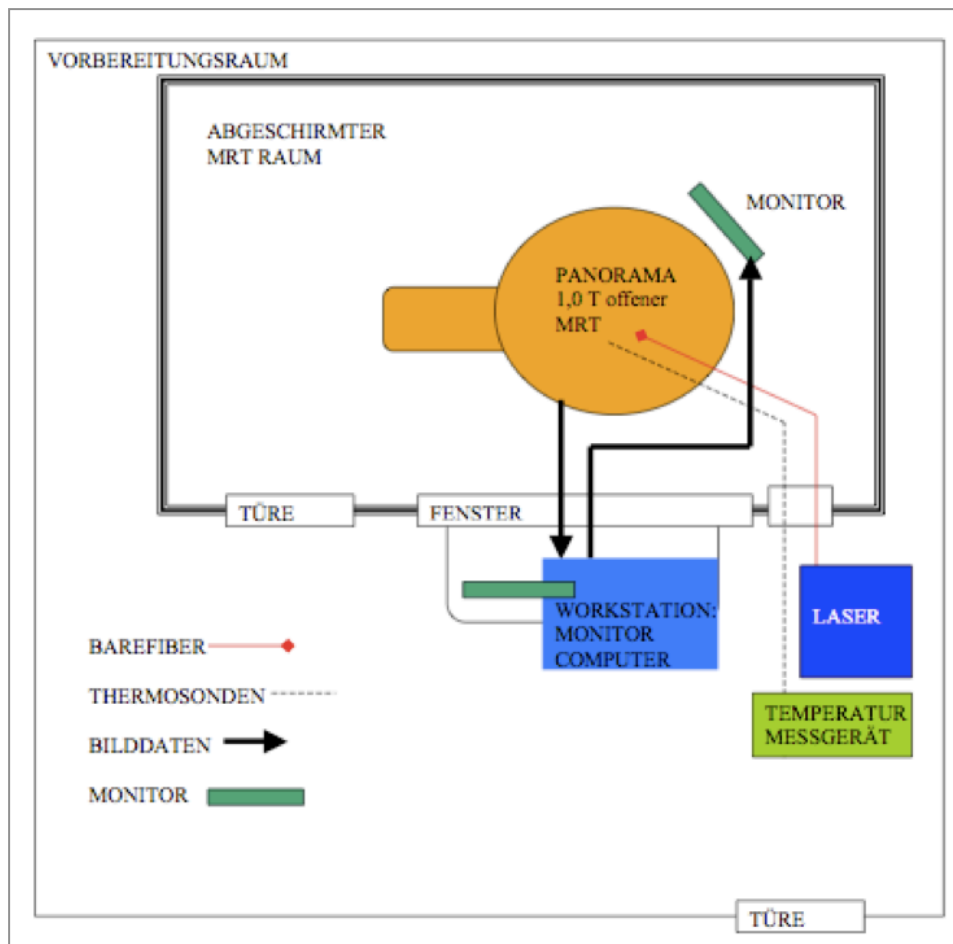 VORBEREITUNGSRAUM
ABGESCHIRMTER
MRT RAUM
MONITOR
PANORAMA
1,0 T offener
MRT
TÜRE
FENSTER
WORKSTATION:
MONITOR
COMPUTER
LASER
TEMPERATUR
MESSGERÄT
BAREFIBER
THERMOSONDEN
BILDDATEN
MONITOR
TÜRE